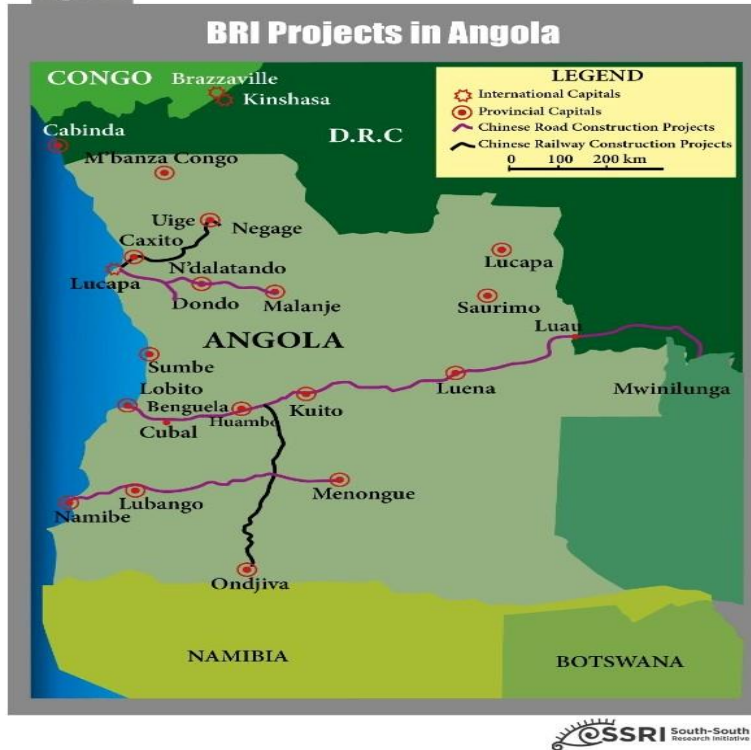 BRI Projects in Angola
CONGO
Brazzaville
Kinshasa
LEGEND
International Capitals
Provincial Capitals
Chinese Road Construction Projects
Chinese Railway Construction Projects
0 100 200 km
Cabinda
D.R.C
M'banza Congo
Uige
Negage
Caxito
Lucapa
N'dalatando
Lucapa
Dondo
Malanje
Saurimo
ANGOLA
Luau
Sumbe
Lobito
Benguela
Huambo
Kuito
Luena
Mwinilunga
Cubal
Menongue
Lubango
Namibe
Ondjiva
NAMIBIA
BOTSWANA
SSRI South-South
Research Initiative